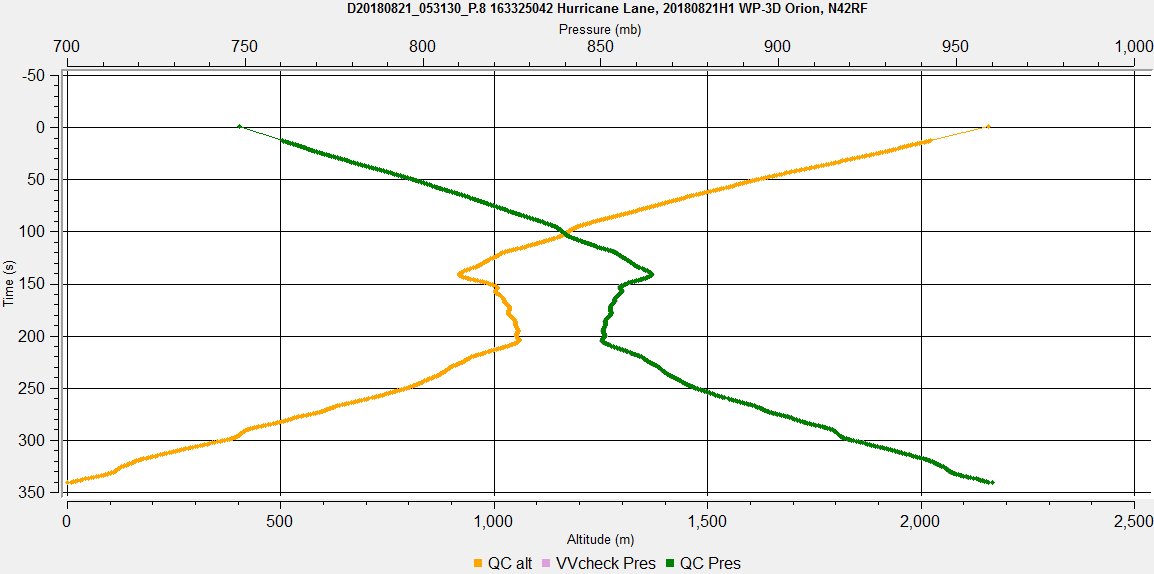 D20180821_053130_P.8 163325042 Hurricane Lane, 20180821H1 WP-3D Orion, N42RF
Pressure (mb)
700 750 800 850 900 950 1,000
-50
0
50
100
150
200
250
300
350
Time (s)
0 500 1,000 1,500 2,000 2,500
Altitude (m)
QC alt VVcheck Pres QC Pres